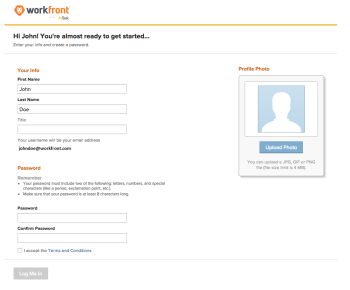 workfront
Hi John! You're almost ready to get started...
Enter your info and create a password.
Your Info
First Name
John
Last Name
Doe
Title
Your username will be your email address
johndoe@workfront.com
Password
Remember
• Your password must include two of the following: letters, numbers, and special
characters (like a period, exclamation point, etc.).
• Make sure that your password is at least 8 characters long.
Password
Confirm Password
I accept the Terms and Conditions
Log Me In
Profile Photo
Upload Photo
You can upload a JPG, GIF or PNG
file (file size limit is 4 MB).